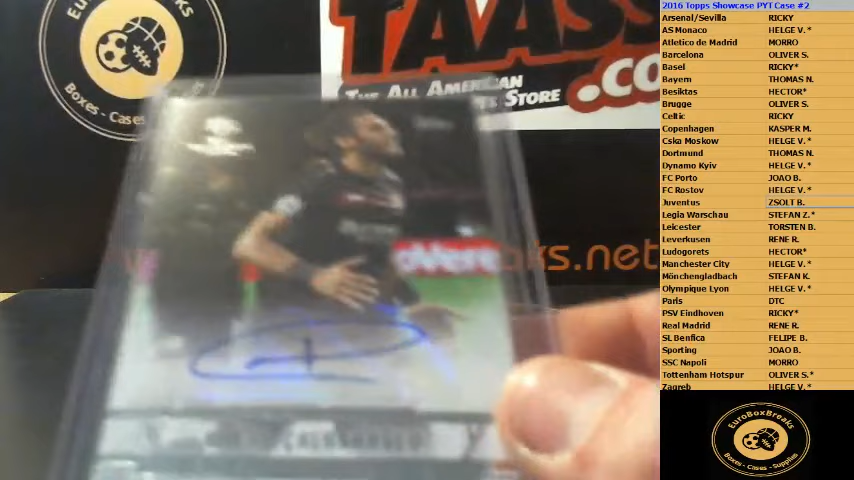 EuroBoxBreaks
Boxes - Cases
TAASS
THE ALL AMERICAN
STORE
.CO
ks.net
2016 Topps Showcase PYT Case #2
Arsenal/Sevilla RICKY
AS Monaco HELGE V.*
Atletico de Madrid MORRO
Barcelona OLIVER S.
Basel RICKY*
Bayern THOMAS N.
Besiktas HECTOR*
Brugge OLIVER S.
Celtic RICKY
Copenhagen KASPER M.
Cska Moskow HELGE V.*
Dortmund THOMAS N.
Dynamo Kyiv HELGE V.*
FC Porto JOAO B.
FC Rostov HELGE V.*
Juventus ZSOLT B.
Legia Warschau STEFAN Z.*
Leicester TORSTEN B.
Leverkusen RENE R.
Ludogorets HECTOR*
Manchester City HELGE V.*
Mönchengladbach STEFAN K.
Olympique Lyon HELGE V.*
Paris DTC
PSV Eindhoven RICKY*
Real Madrid RENE R.
SL Benfica FELIPE B.
Sporting JOAO B.
SSC Napoli MORRO
Tottenham Hotspur OLIVER S.*
Zagreb HELGE V.*
EuroBoxBreaks
Boxes - Cases - Supplies